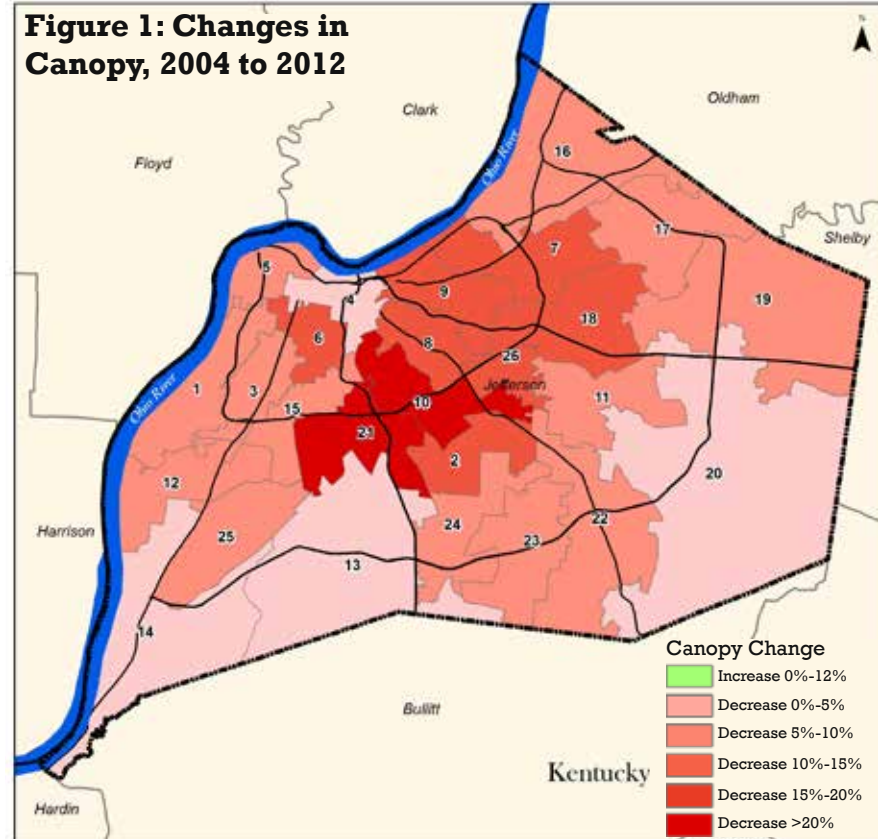 Figure 1: Changes in
Canopy, 2004 to 2012
N
Oldham
Clark
Floyd
Ohio River
16
17
Shelby
7
5
19
9
4
18
6
8
26
Jefferson
1
Ohio River
3
11
10
15
21
2
20
12
24
22
Harrison
25
23
13
14
Canopy Change
Increase 0%-12%
Decrease 0%-5%
Decrease 5%-10%
Decrease 10%-15%
Decrease 15%-20%
Decrease >20%
Bullitt
Kentucky
Hardin